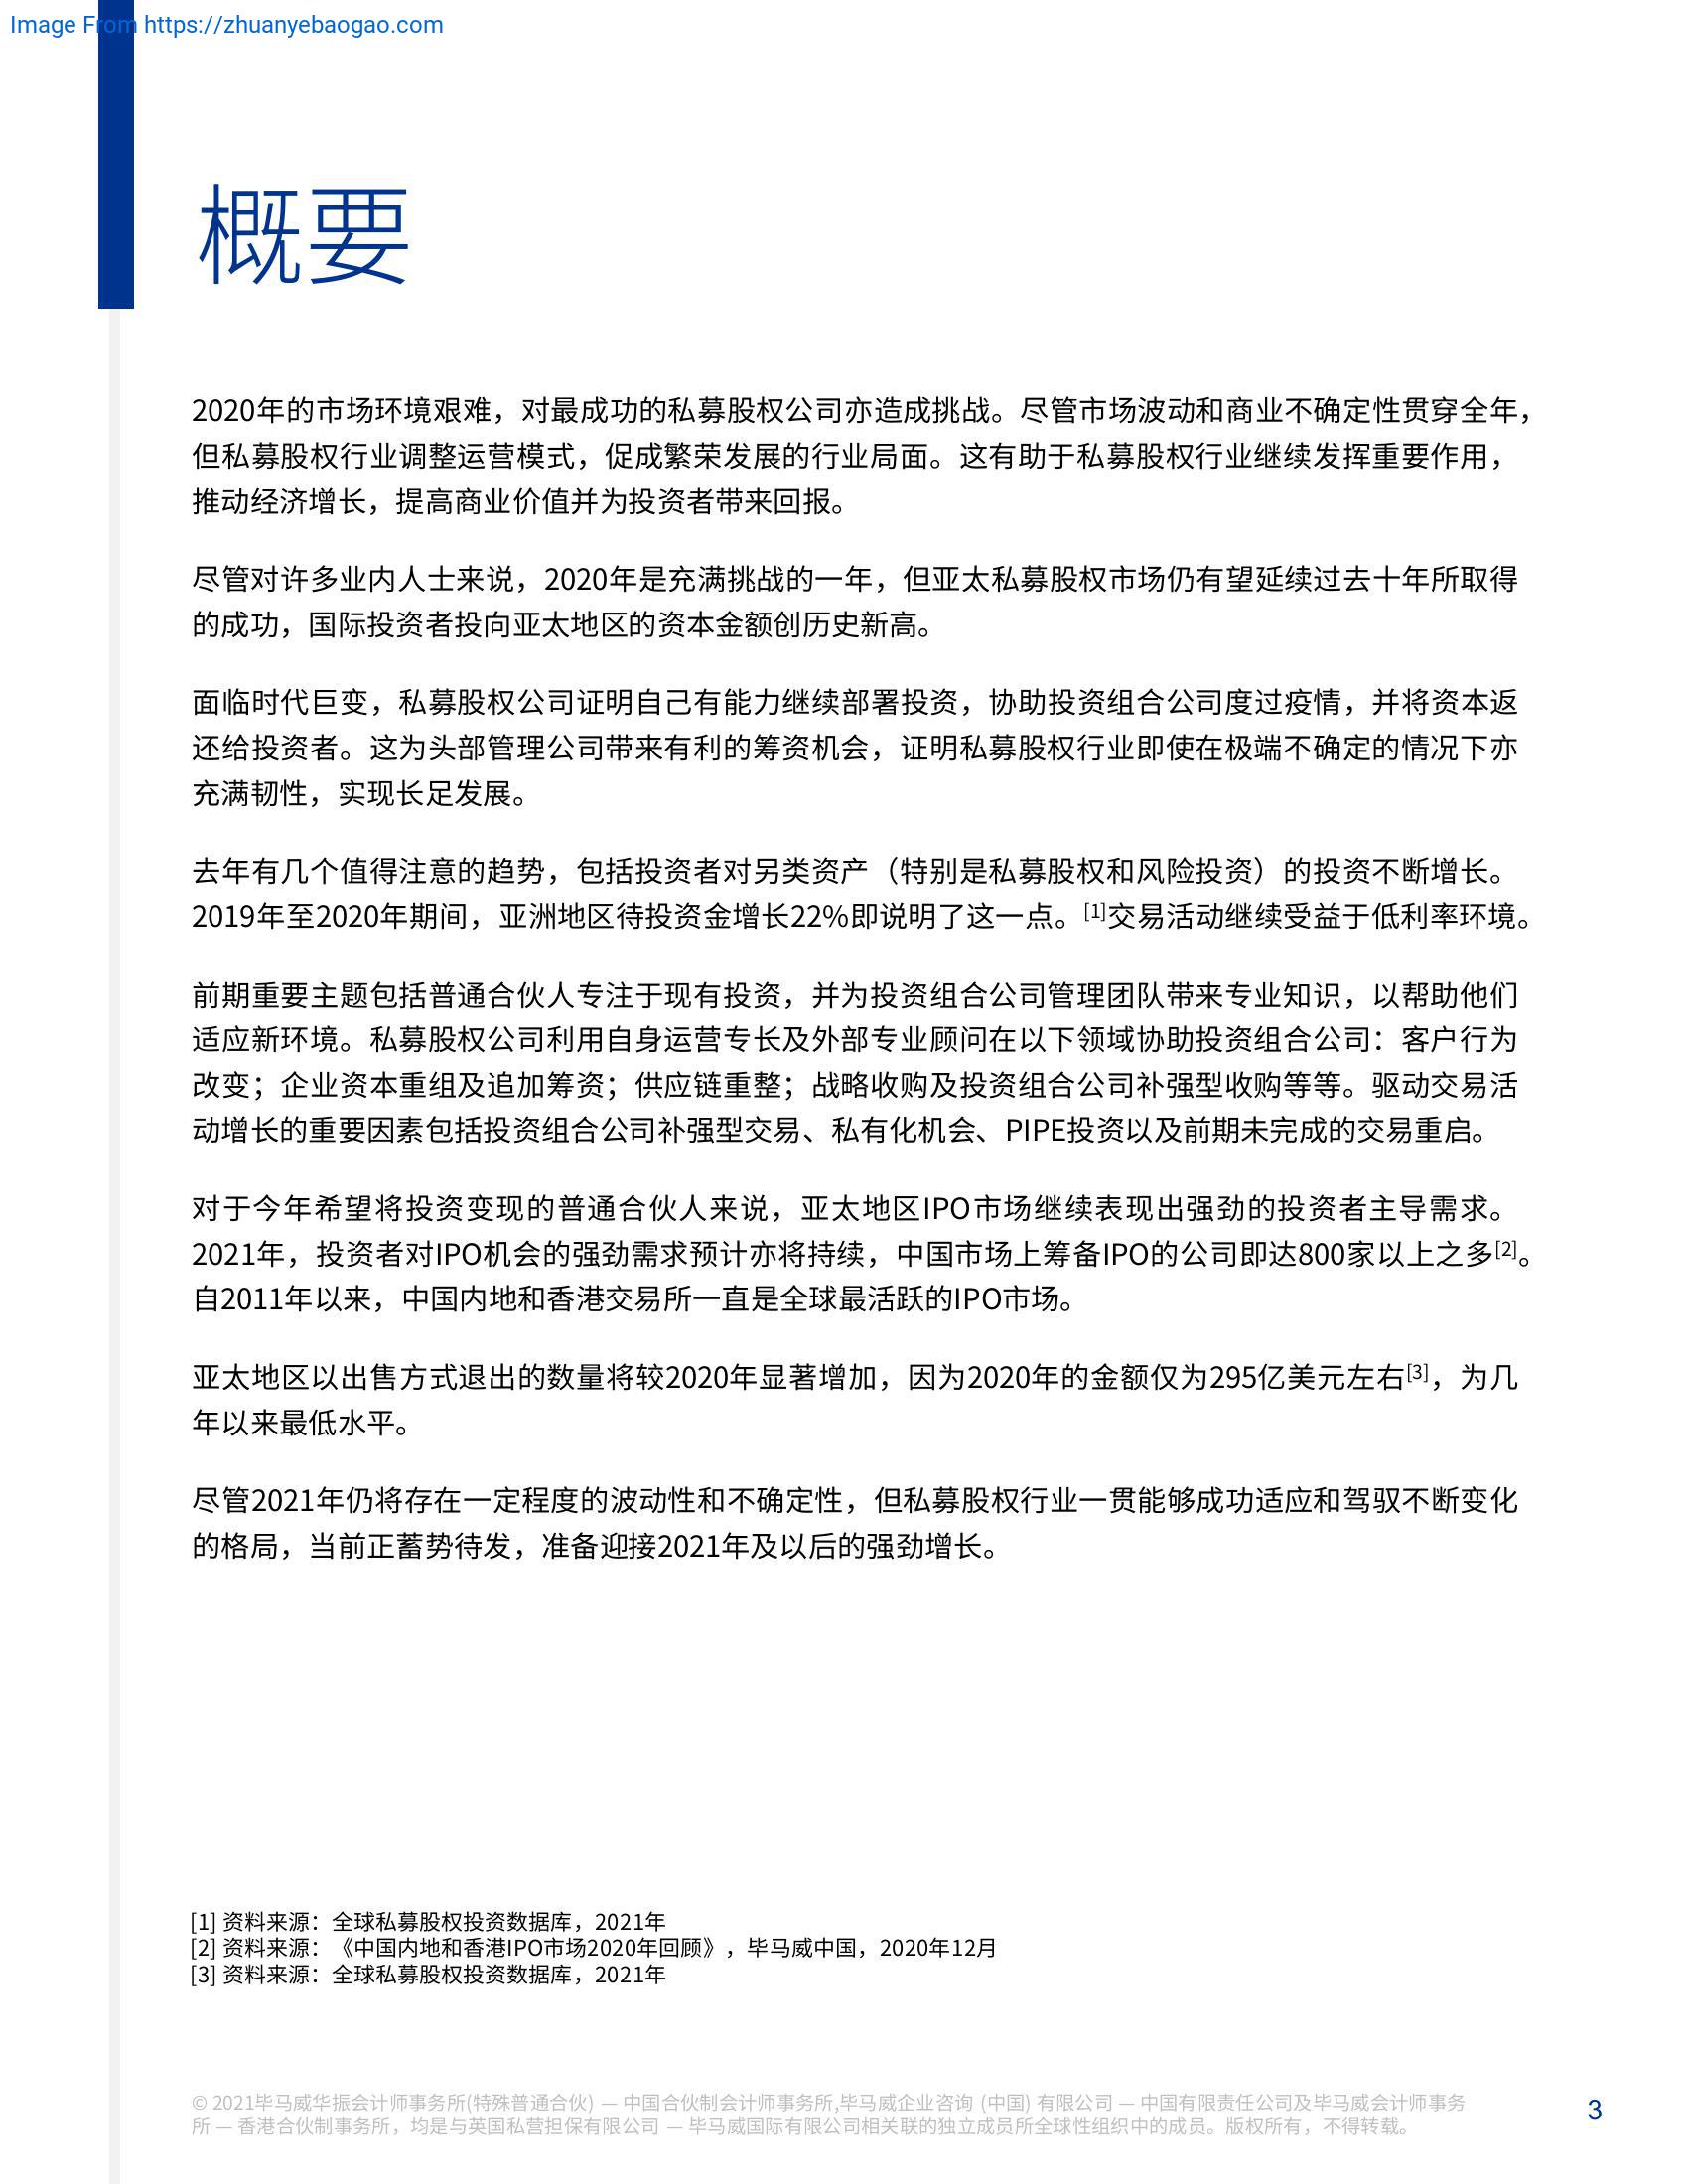 Image From https://zhuanyebaogao.com
概要
2020年的市场环境艰难，对最成功的私募股权公司亦造成挑战。尽管市场波动和商业不确定性贯穿全年，
但私募股权行业调整运营模式，促成繁荣发展的行业局面。这有助于私募股权行业继续发挥重要作用，
推动经济增长，提高商业价值并为投资者带来回报。
尽管对许多业内人士来说，2020年是充满挑战的一年，但亚太私募股权市场仍有望延续过去十年所取得
的成功，国际投资者投向亚太地区的资本金额创历史新高。
面临时代巨变，私募股权公司证明自己有能力继续部署投资，协助投资组合公司度过疫情，并将资本返
还给投资者。这为头部管理公司带来有利的筹资机会，证明私募股权行业即使在极端不确定的情况下亦
充满韧性，实现长足发展。
去年有几个值得注意的趋势，包括投资者对另类资产（特别是私募股权和风险投资）的投资不断增长。
2019年至2020年期间，亚洲地区待投资金增长22%即说明了这一点。[1]交易活动继续受益于低利率环境。
前期重要主题包括普通合伙人专注于现有投资，并为投资组合公司管理团队带来专业知识，以帮助他们
适应新环境。私募股权公司利用自身运营专长及外部专业顾问在以下领域协助投资组合公司：客户行为
改变；企业资本重组及追加筹资；供应链重整；战略收购及投资组合公司补强型收购等等。驱动交易活
动增长的重要因素包括投资组合公司补强型交易、私有化机会、PIPE投资以及前期未完成的交易重启。
对于今年希望将投资变现的普通合伙人来说，亚太地区IPO市场继续表现出强劲的投资者主导需求。
2021年，投资者对IPO机会的强劲需求预计亦将持续，中国市场上筹备IPO的公司即达800家以上之多[2]。
自2011年以来，中国内地和香港交易所一直是全球最活跃的IPO市场。
亚太地区以出售方式退出的数量将较2020年显著增加，因为2020年的金额仅为295亿美元左右[3]，为几
年以来最低水平。
尽管2021年仍将存在一定程度的波动性和不确定性，但私募股权行业一贯能够成功适应和驾驭不断变化
的格局，当前正蓄势待发，准备迎接2021年及以后的强劲增长。
[1] 资料来源：全球私募股权投资数据库，2021年
[2] 资料来源：《中国内地和香港IPO市场2020年回顾》，毕马威中国，2020年12月
[3] 资料来源：全球私募股权投资数据库，2021年
© 2021毕马威华振会计师事务所(特殊普通合伙) — 中国合伙制会计师事务所,毕马威企业咨询 (中国) 有限公司 — 中国有限责任公司及毕马威会计师事务
所 — 香港合伙制事务所，均是与英国私营担保有限公司 — 毕马威国际有限公司相关联的独立成员所全球性组织中的成员。版权所有，不得转载。
3